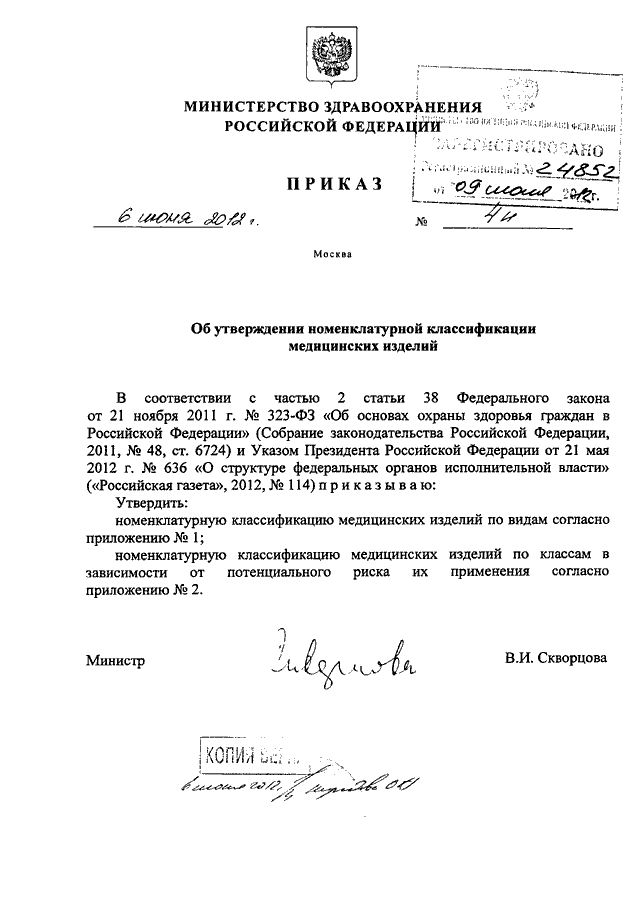 МИНИСТЕРСТВО ЗДРАВООХРАНЕНИЯ
РОССИЙСКОЙ ФЕДЕРАЦИИ
ЗАРЕГИСТРИРОВАНО
Регистрационный № 24852
от 09 июля 2012г.
ПРИКАЗ
6 июня 2012 г.
№ 4н
Москва
Об утверждении номенклатурной классификации
медицинских изделий
В соответствии с частью 2 статьи 38 Федерального закона
от 21 ноября 2011 г. № 323-ФЗ «Об основах охраны здоровья граждан в
Российской Федерации» (Собрание законодательства Российской Федерации,
2011, № 48, ст. 6724) и Указом Президента Российской Федерации от 21 мая
2012 г. № 636 «О структуре федеральных органов исполнительной власти»
(«Российская газета», 2012, № 114) п р и к а з ы в а ю:
Утвердить:
номенклатурную классификацию медицинских изделий по видам согласно
приложению № 1;
номенклатурную классификацию медицинских изделий по классам в
зависимости от потенциального риска их применения согласно
приложению № 2.
Министр
В.И. Скворцова
КОПИЯ
6 июня 2012г.